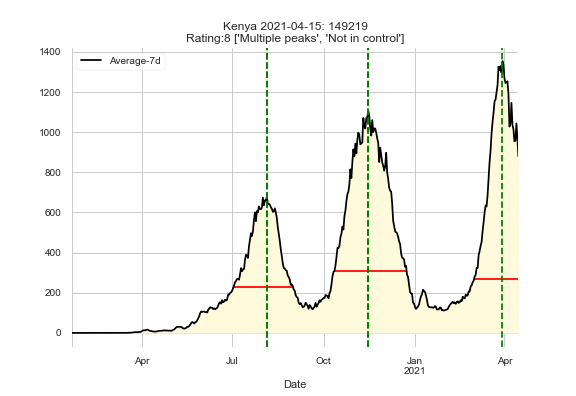 Kenya 2021-04-15: 149219
Rating:8 ['Multiple peaks', 'Not in control']
Average-7d
1400
1200
1000
800
600
400
200
0
Apr Jul Oct Jan Apr
2021
Date